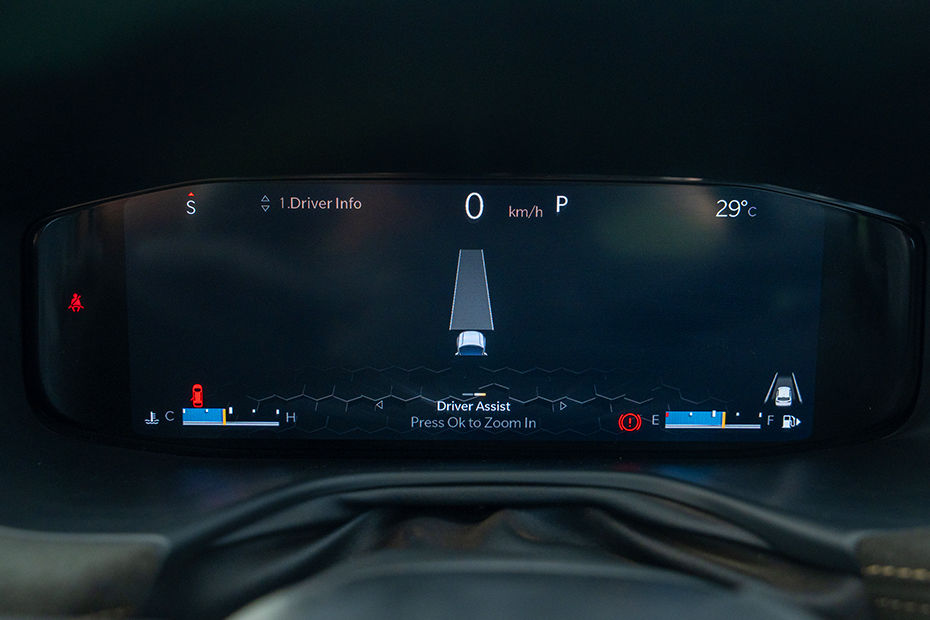 S
1.Driver Info
0 km/h P
29°C
C H
Driver Assist
Press Ok to Zoom In
E F